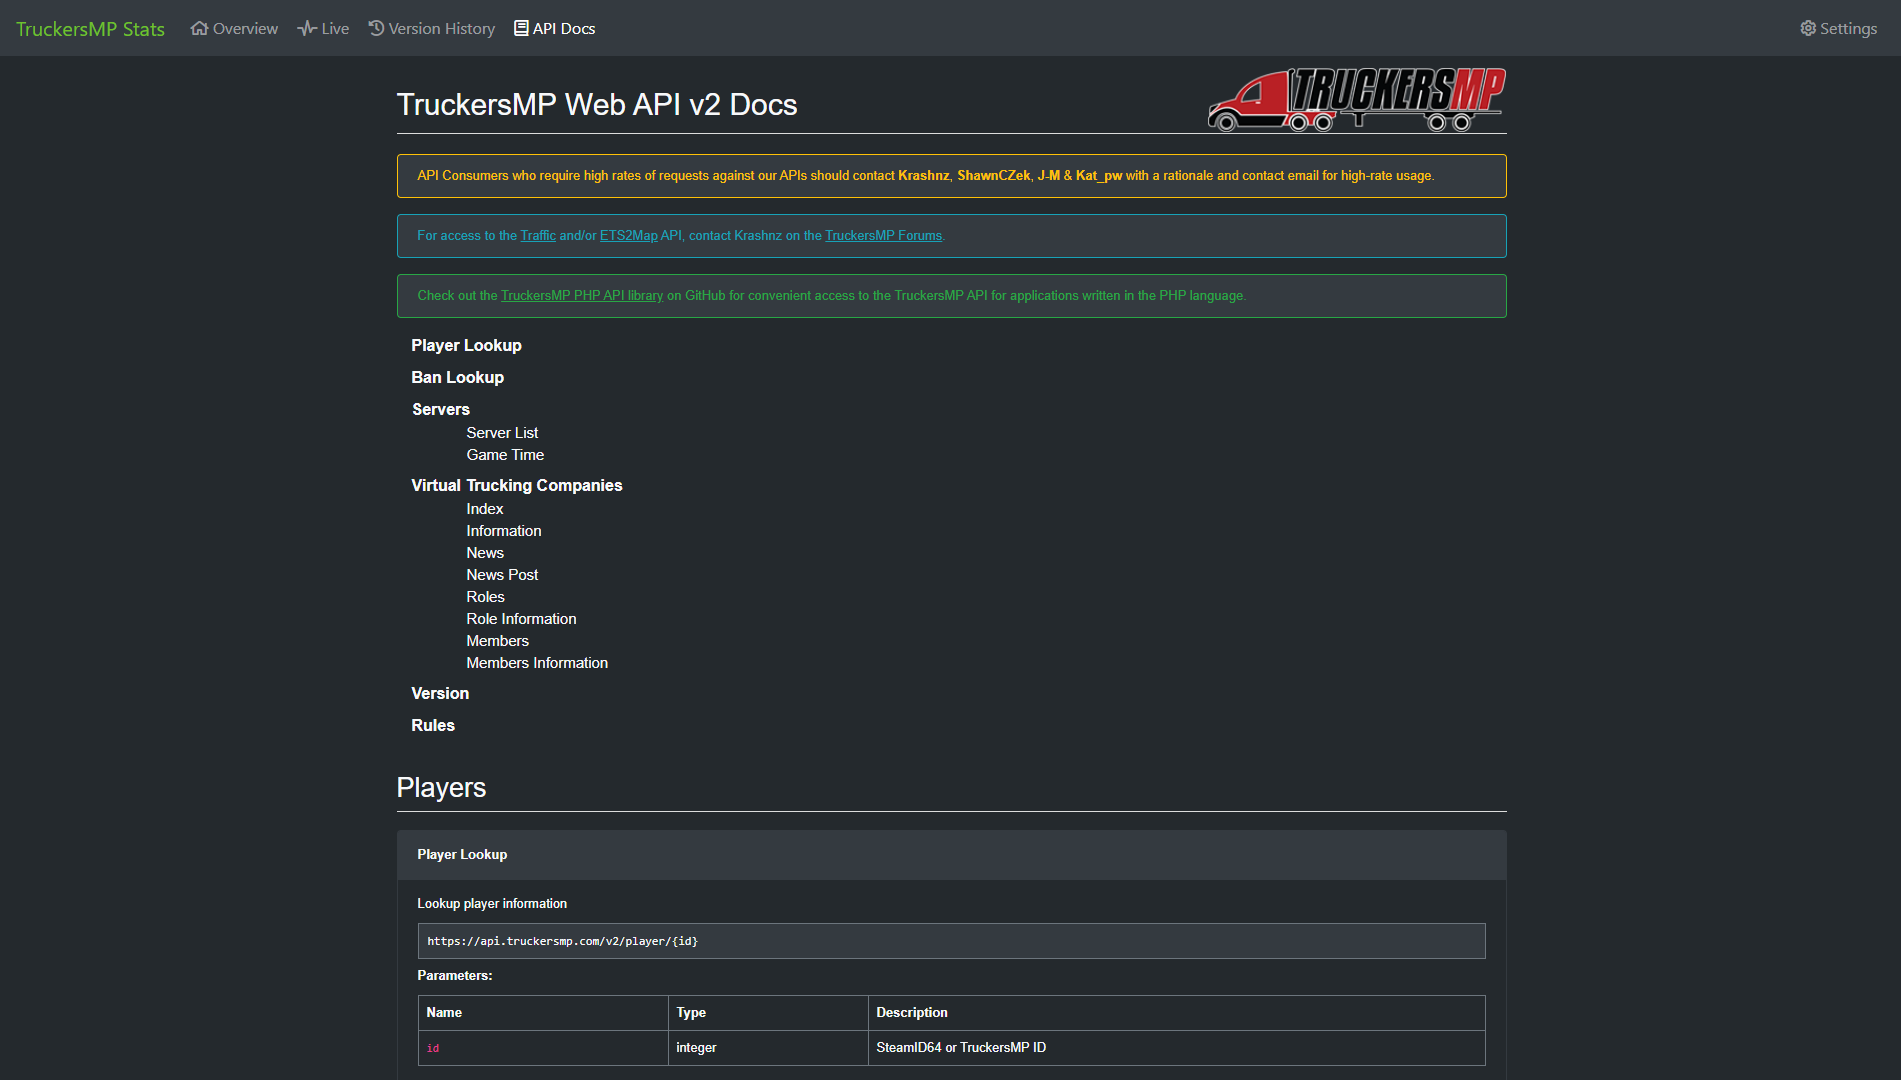 TruckersMP Stats Overview Live Version History API Docs Settings
TruckersMP Web API v2 Docs
TRUCKERSMP
API Consumers who require high rates of requests against our APIs should contact Krashnz, ShawnCZek, J-M & Kat_pw with a rationale and contact email for high-rate usage.
For access to the Traffic and/or ETS2Map API, contact Krashnz on the TruckersMP Forums.
Check out the TruckersMP PHP API library on GitHub for convenient access to the TruckersMP API for applications written in the PHP language.
Player Lookup
Ban Lookup
Servers
Server List
Game Time
Virtual Trucking Companies
Index
Information
News
News Post
Roles
Role Information
Members
Members Information
Version
Rules
Players
Player Lookup
Lookup player information
https://api.truckersmp.com/v2/player/{id}
Parameters:
Name Type Description
id integer SteamID64 or TruckersMP ID